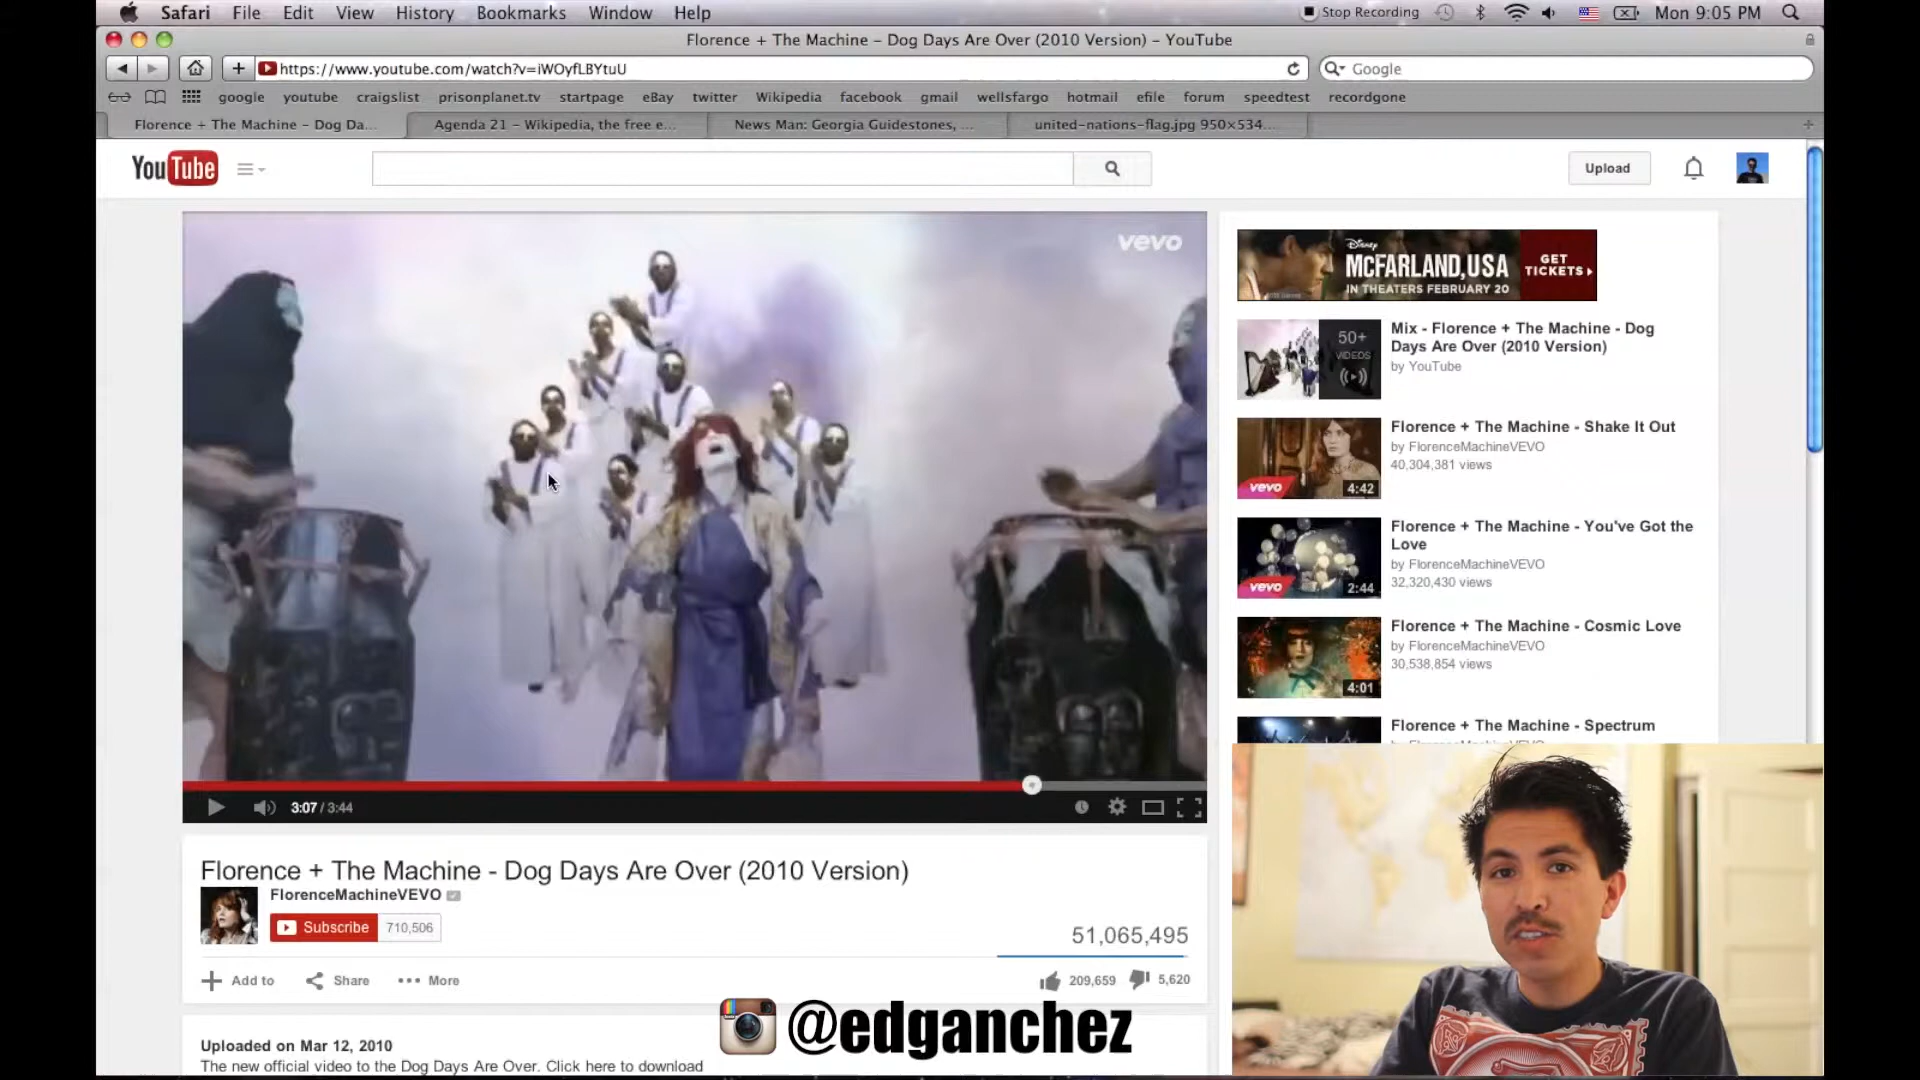 Safari File Edit View History Bookmarks Window Help Stop Recording Mon 9:05 PM
Florence + The Machine – Dog Days Are Over (2010 Version) – YouTube
https://www.youtube.com/watch?v=iWOyfLBYtuU Google
google youtube craigslist prisonplanet.tv startpage eBay twitter Wikipedia facebook gmail wellsfargo hotmail efile forum speedtest recordgone
Florence + The Machine – Dog Da... Agenda 21 – Wikipedia, the free e... News Man: Georgia Guidestones, ... united-nations-flag.jpg 950×534...
YouTube Upload
vevo
Disney
McFARLAND, USA
IN THEATERS FEBRUARY 20
GET
TICKETS
50+
VIDEOS
Mix - Florence + The Machine - Dog
Days Are Over (2010 Version)
by YouTube
Florence + The Machine - Shake It Out
by FlorenceMachineVEVO
40,304,381 views
vevo 4:42
Florence + The Machine - You've Got the
Love
by FlorenceMachineVEVO
32,320,430 views
vevo 2:44
Florence + The Machine - Cosmic Love
by FlorenceMachineVEVO
30,538,854 views
4:01
Florence + The Machine - Spectrum
3:07 / 3:44
Florence + The Machine - Dog Days Are Over (2010 Version)
FlorenceMachineVEVO
Subscribe 710,506
51,065,495
Add to Share More 209,659 5,620
@edganchez
Uploaded on Mar 12, 2010
The new official video to the Dog Days Are Over. Click here to download